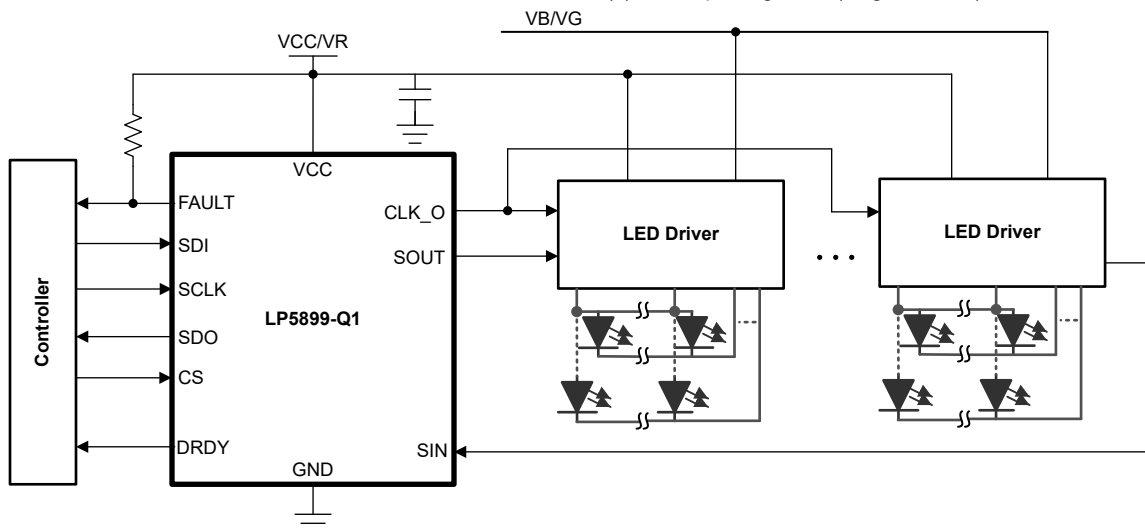 VB/VG
VCC/VR
VCC
Controller
FAULT
SDI
SCLK
SDO
CS
DRDY
LP5899-Q1
CLK_O
SOUT
SIN
GND
LED Driver
...
LED Driver